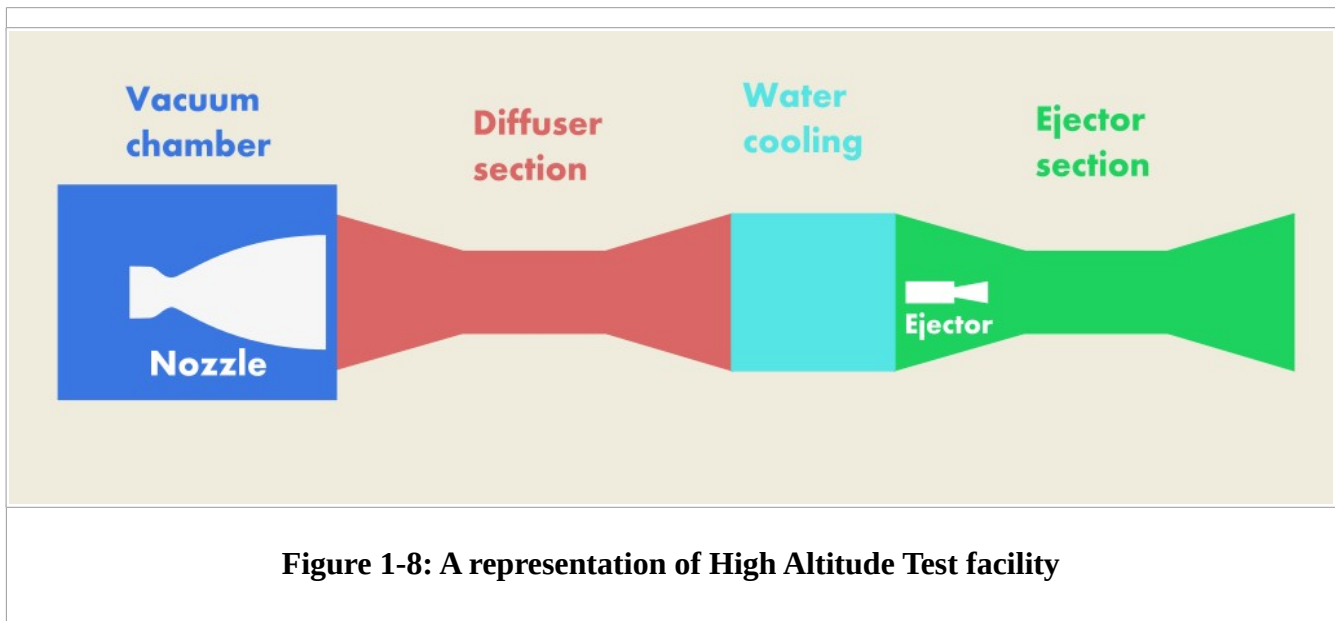 Vacuum
chamber
Diffuser
section
Water
cooling
Ejector
section
Nozzle
Ejector
Figure 1-8: A representation of High Altitude Test facility